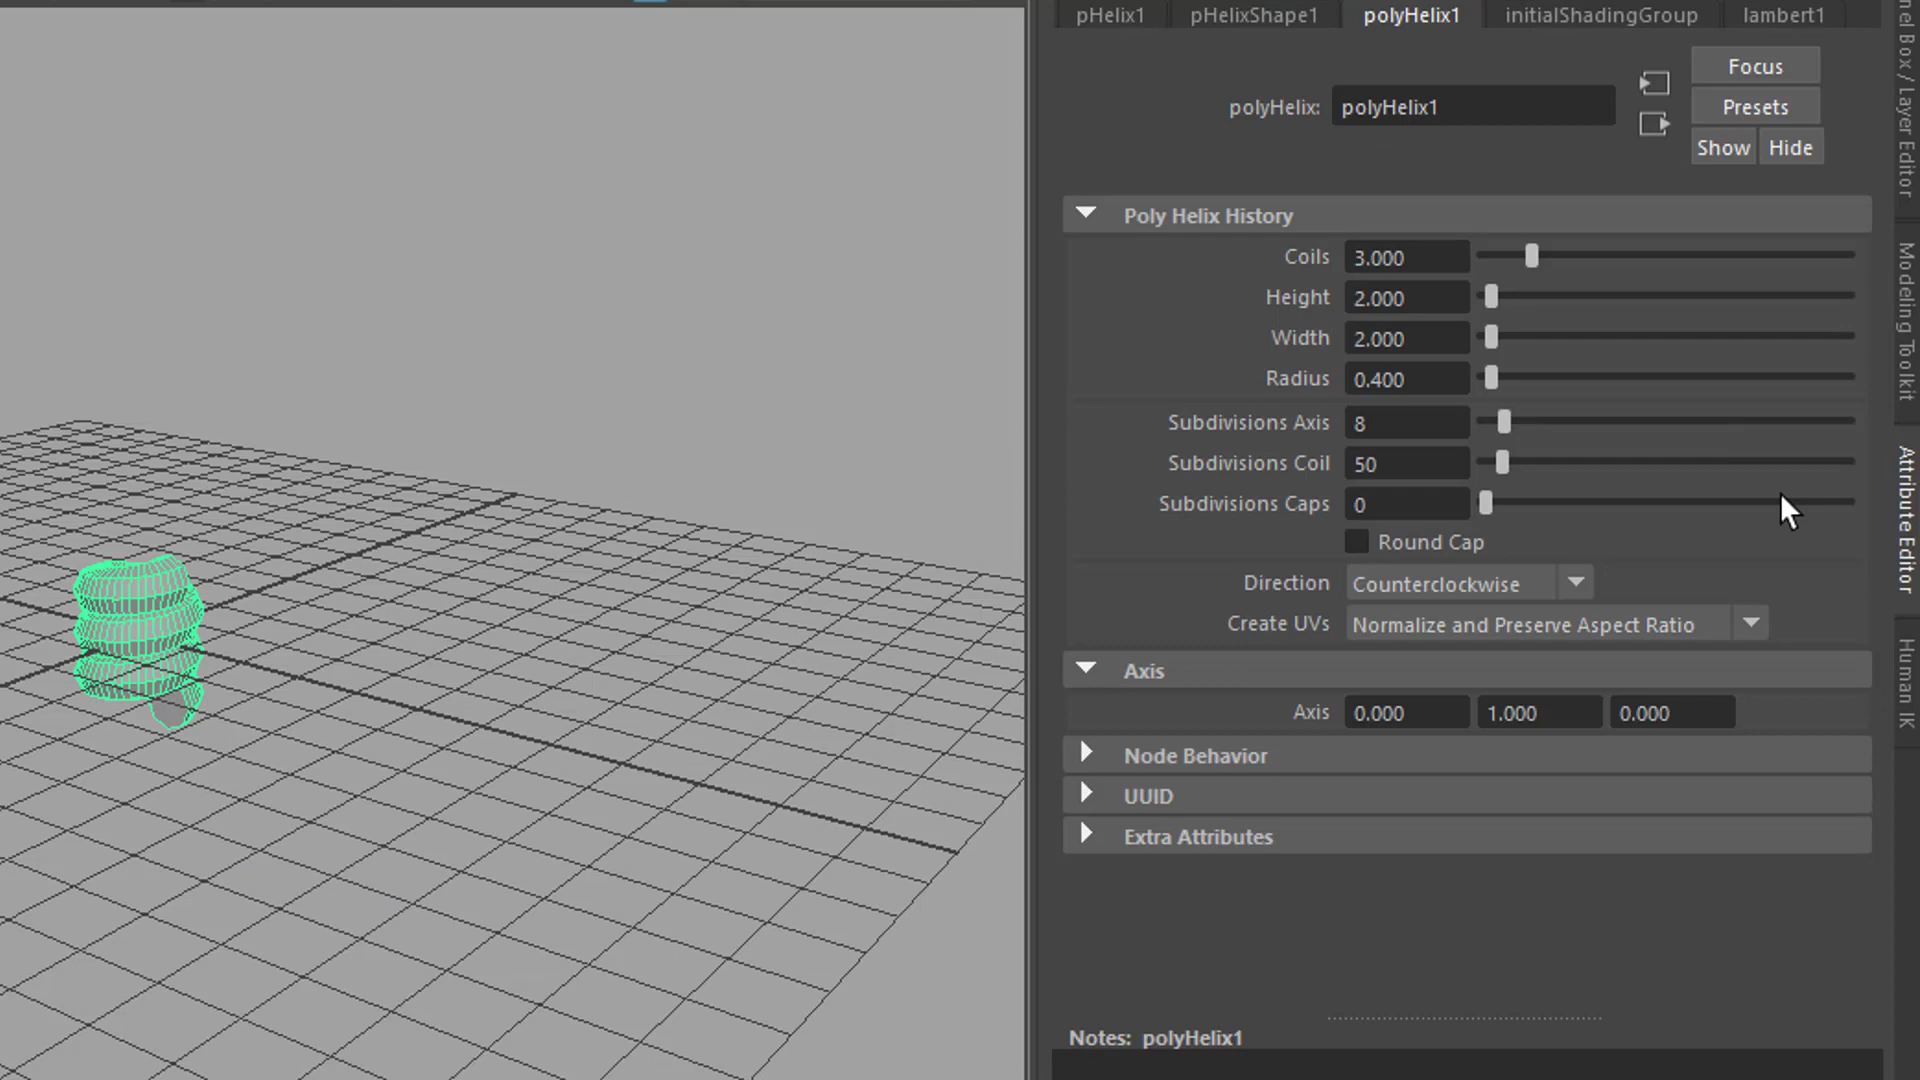 pHelix1 pHelixShape1 polyHelix1 initialShadingGroup lambert1
Focus
polyHelix: polyHelix1
Presets
Show Hide
Poly Helix History
Coils 3.000
Height 2.000
Width 2.000
Radius 0.400
Subdivisions Axis 8
Subdivisions Coil 50
Subdivisions Caps 0
Round Cap
Direction Counterclockwise
Create UVs Normalize and Preserve Aspect Ratio
Axis
Axis 0.000 1.000 0.000
Node Behavior
UUID
Extra Attributes
Notes: polyHelix1
Box / Layer Editor
Modeling Toolkit
Attribute Editor
Human IK